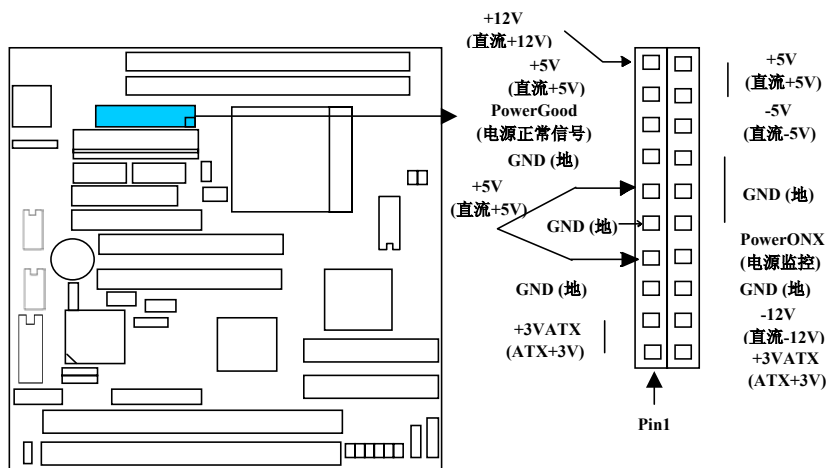 +12V
(直流+12V)
+5V
(直流+5V)
PowerGood
(电源正常信号)
GND (地)
+5V
(直流+5V)
GND (地)
GND (地)
+3VATX
(ATX+3V)
+5V
(直流+5V)
-5V
(直流-5V)
GND (地)
PowerONX
(电源监控)
GND (地)
-12V
(直流-12V)
+3VATX
(ATX+3V)
Pin1